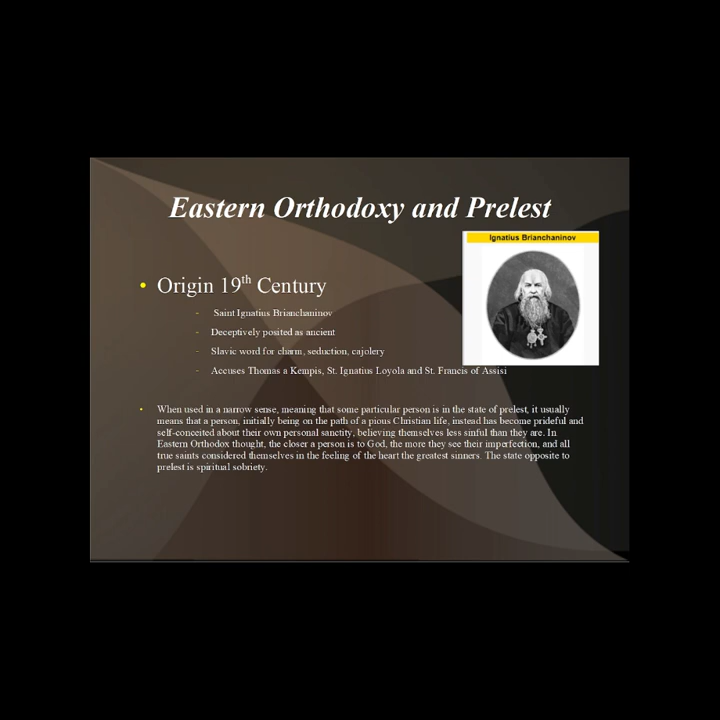 Eastern Orthodoxy and Prelest
Ignatius Brianchaninov
• Origin 19th Century
- Saint Ignatius Brianchaninov
- Deceptively posited as ancient
- Slavic word for charm, seduction, cajolery
- Accuses Thomas a Kempis, St. Ignatius Loyola and St. Francis of Assisi
• When used in a narrow sense, meaning that some particular person is in the state of prelest, it usually
means that a person, initially being on the path of a pious Christian life, instead has become prideful and
self-conceited about their own personal sanctity, believing themselves less sinful than they are. In
Eastern Orthodox thought, the closer a person is to God, the more they see their imperfection, and all
true saints considered themselves in the feeling of the heart the greatest sinners. The state opposite to
prelest is spiritual sobriety.